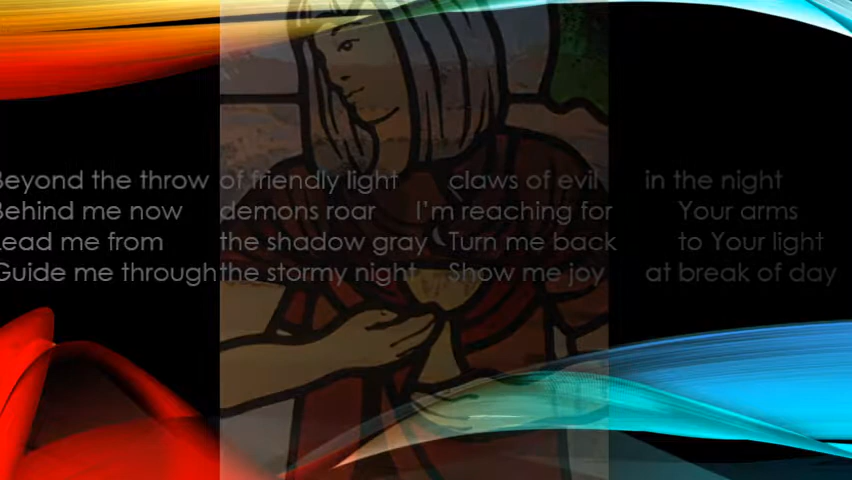 Beyond the throw of friendly light claws of evil in the night
Behind me now demons roar I'm reaching for Your arms
Lead me from the shadow gray Turn me back to Your light
Guide me through the stormy night Show me joy at break of day